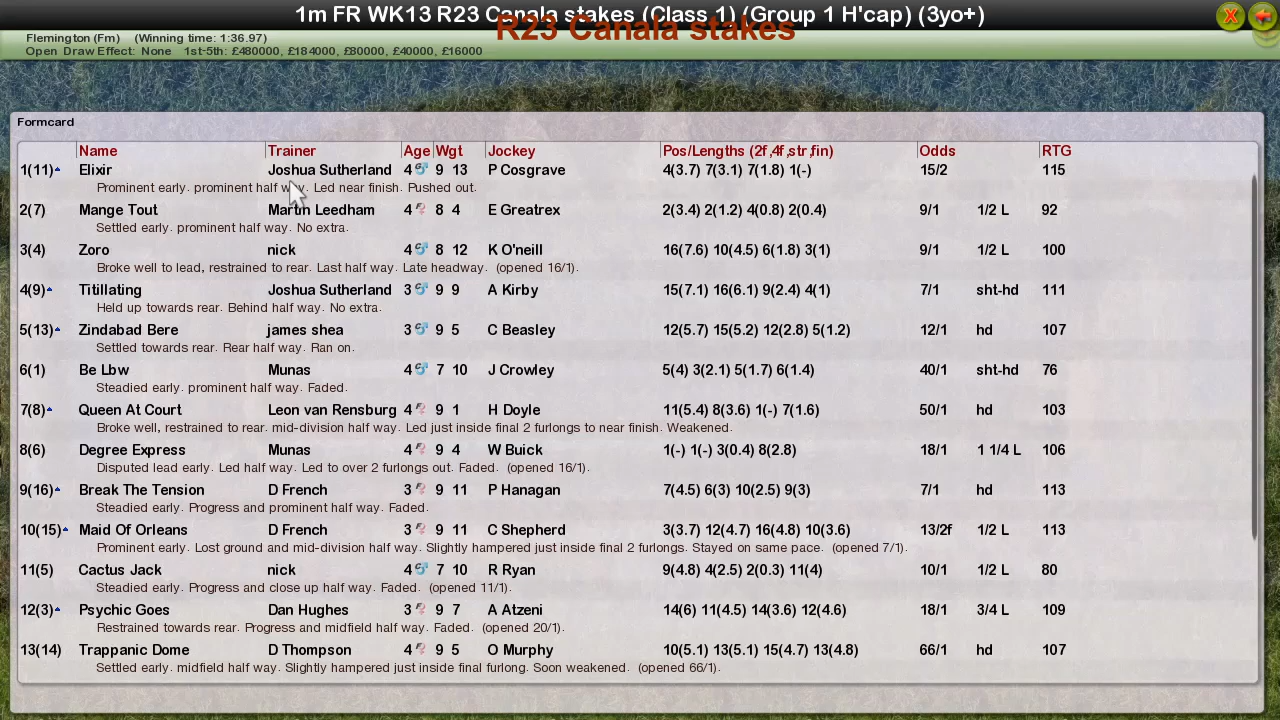 1m FR WK13 R23 Canala stakes (Class 1) (Group 1 H'cap) (3yo+)
R23 Canala stakes
Flemington (Fm) (Winning time: 1:36.97)
Open Draw Effect: None 1st-5th: £480000, £184000, £80000, £40000, £16000
Formcard
Name Trainer Age Wgt Jockey Pos/Lengths (2f,4f,str,fin) Odds RTG
1(11) Elixir Joshua Sutherland 4 9 13 P Cosgrave 4(3.7) 7(3.1) 7(1.8) 1(-) 15/2 115
Prominent early. prominent half way. Led near finish. Pushed out.
2(7) Mange Tout Martin Leedham 4 8 4 E Greatrex 2(3.4) 2(1.2) 4(0.8) 2(0.4) 9/1 1/2 L 92
Settled early. prominent half way. No extra.
3(4) Zoro nick 4 8 12 K O'neill 16(7.6) 10(4.5) 6(1.8) 3(1) 9/1 1/2 L 100
Broke well to lead, restrained to rear. Last half way. Late headway. (opened 16/1).
4(9) Titillating Joshua Sutherland 3 9 9 A Kirby 15(7.1) 16(6.1) 9(2.4) 4(1) 7/1 sht-hd 111
Held up towards rear. Behind half way. No extra.
5(13) Zindabad Bere james shea 3 9 5 C Beasley 12(5.7) 15(5.2) 12(2.8) 5(1.2) 12/1 hd 107
Settled towards rear. Rear half way. Ran on.
6(1) Be Lbw Munas 4 7 10 J Crowley 5(4) 3(2.1) 5(1.7) 6(1.4) 40/1 sht-hd 76
Steadied early. prominent half way. Faded.
7(8) Queen At Court Leon van Rensburg 4 9 1 H Doyle 11(5.4) 8(3.6) 1(-) 7(1.6) 50/1 hd 103
Broke well, restrained to rear. mid-division half way. Led just inside final 2 furlongs to near finish. Weakened.
8(6) Degree Express Munas 4 9 4 W Buick 1(-) 1(-) 3(0.4) 8(2.8) 18/1 1 1/4 L 106
Disputed lead early. Led half way. Led to over 2 furlongs out. Faded. (opened 16/1).
9(16) Break The Tension D French 3 9 11 P Hanagan 7(4.5) 6(3) 10(2.5) 9(3) 7/1 hd 113
Steadied early. Progress and prominent half way. Faded.
10(15) Maid Of Orleans D French 3 9 11 C Shepherd 3(3.7) 12(4.7) 16(4.8) 10(3.6) 13/2f 1/2 L 113
Prominent early. Lost ground and mid-division half way. Slightly hampered just inside final 2 furlongs. Stayed on same pace. (opened 7/1).
11(5) Cactus Jack nick 4 7 10 R Ryan 9(4.8) 4(2.5) 2(0.3) 11(4) 10/1 1/2 L 80
Steadied early. Progress and close up half way. Faded. (opened 11/1).
12(3) Psychic Goes Dan Hughes 3 9 7 A Atzeni 14(6) 11(4.5) 14(3.6) 12(4.6) 18/1 3/4 L 109
Restrained towards rear. Progress and midfield half way. Faded. (opened 20/1).
13(14) Trappanic Dome D Thompson 4 9 5 O Murphy 10(5.1) 13(5.1) 15(4.7) 13(4.8) 66/1 hd 107
Settled early. midfield half way. Slightly hampered just inside final furlong. Soon weakened. (opened 66/1).